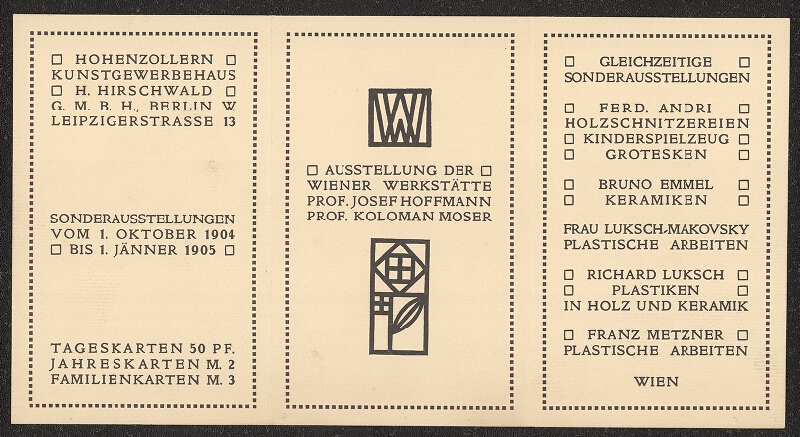 HOHENZOLLERN
KUNSTGEWERBEHAUS
H. HIRSCHWALD
G. M. B. H., BERLIN W
LEIPZIGERSTRASSE 13
SONDERAUSSTELLUNGEN
VOM 1. OKTOBER 1904
BIS 1. JÄNNER 1905
TAGESKARTEN 50 PF.
JAHRESKARTEN M. 2
FAMILIENKARTEN M. 3
WW
AUSSTELLUNG DER
WIENER WERKSTÄTTE
PROF. JOSEF HOFFMANN
PROF. KOLOMAN MOSER
GLEICHZEITIGE
SONDERAUSSTELLUNGEN
FERD. ANDRI
HOLZSCHNITZEREIEN
KINDERSPIELZEUG
GROTESKEN
BRUNO EMMEL
KERAMIKEN
FRAU LUKSCH-MAKOVSKY
PLASTISCHE ARBEITEN
RICHARD LUKSCH
PLASTIKEN
IN HOLZ UND KERAMIK
FRANZ METZNER
PLASTISCHE ARBEITEN
WIEN